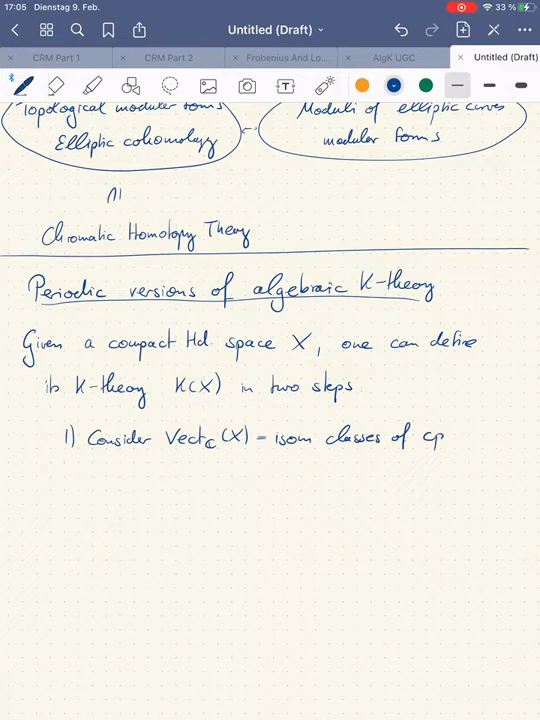 17:05 Dienstag 9. Feb. 33 %
Untitled (Draft)
CRM Part 1 CRM Part 2 Frobenius And Lo... AlgK UGC Untitled (Draft)
Topological modular forms Moduli of elliptic curves
Elliptic cohomology modular forms
Chromatic Homotopy Theory
Periodic versions of algebraic K-theory
Given a compact Hd. space X, one can define
its K-theory K(X) in two steps
1) Consider Vect_C (X) = isom classes of cp